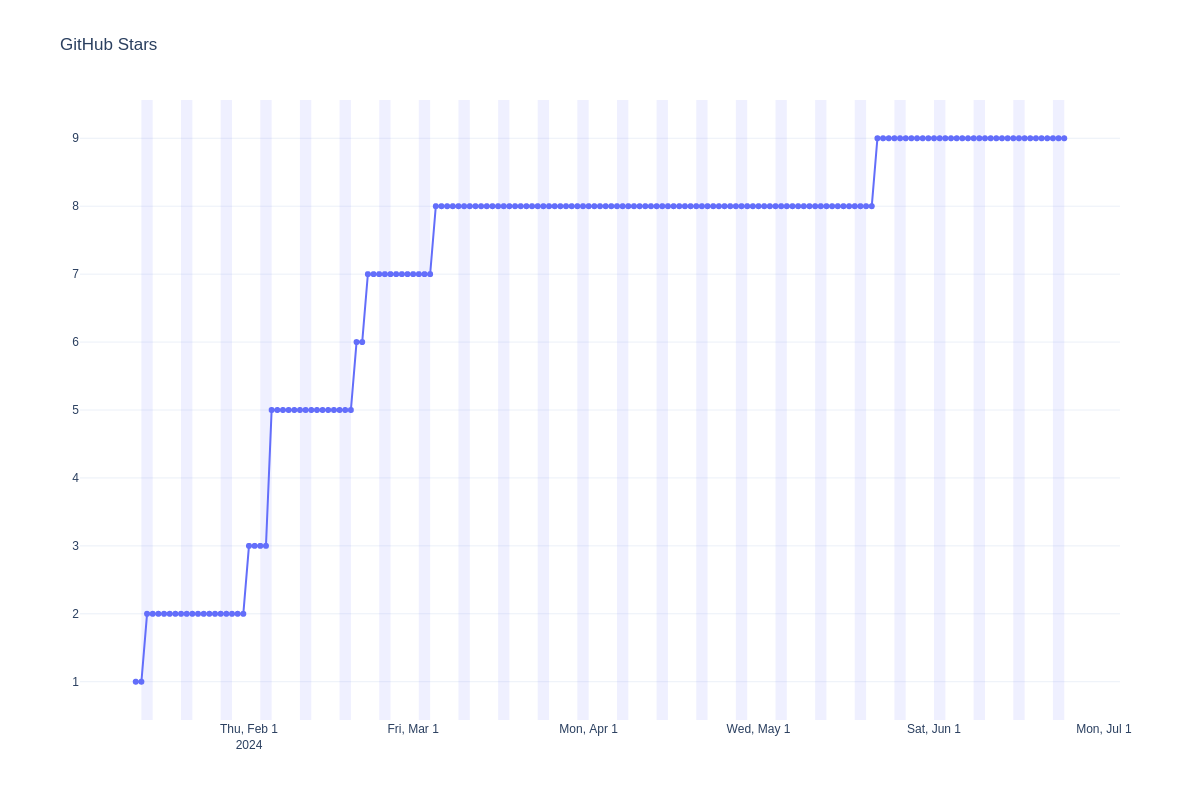 GitHub Stars
9
8
7
6
5
4
3
2
1
Thu, Feb 1
2024
Fri, Mar 1
Mon, Apr 1
Wed, May 1
Sat, Jun 1
Mon, Jul 1